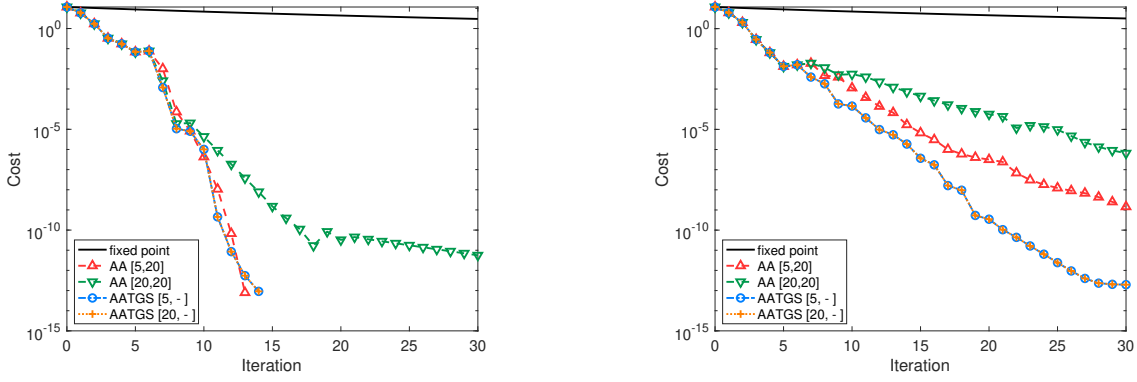 10^0
10^-5
10^-10
10^-15
Cost
0 5 10 15 20 25 30
Iteration
fixed point
AA [5,20]
AA [20,20]
AATGS [5, - ]
AATGS [20, - ]
10^0
10^-5
10^-10
10^-15
Cost
0 5 10 15 20 25 30
Iteration
fixed point
AA [5,20]
AA [20,20]
AATGS [5, - ]
AATGS [20, - ]